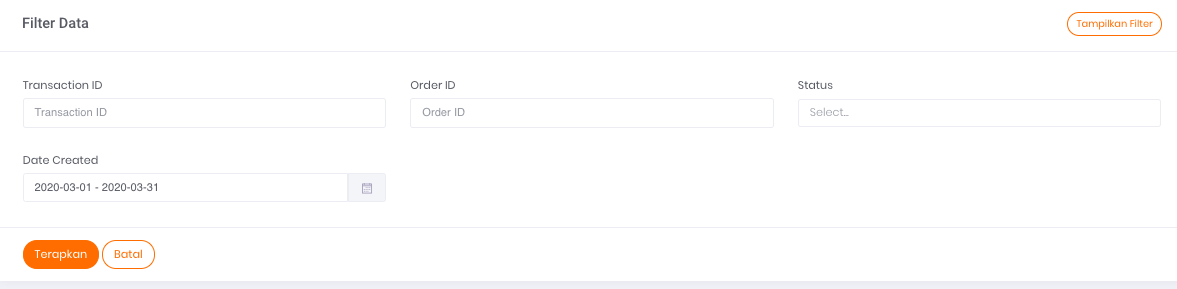 Filter Data
Tampilkan Filter
Transaction ID
Order ID
Status
Transaction ID
Order ID
Select...
Date Created
2020-03-01 - 2020-03-31
Terapkan
Batal